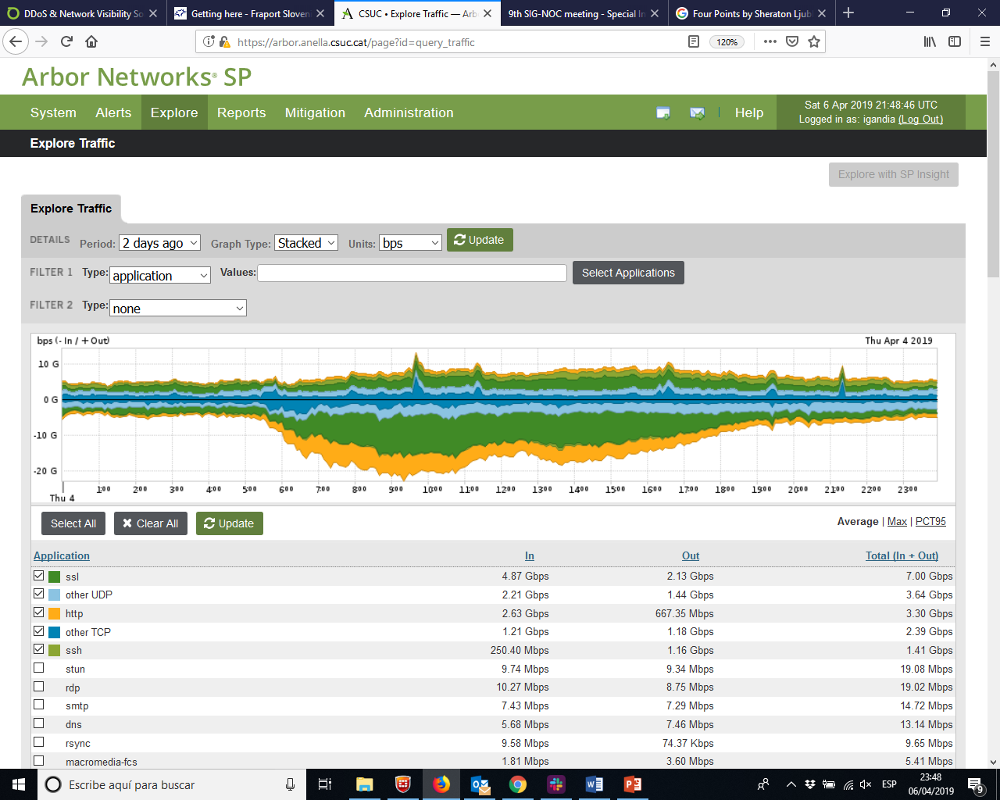 DDoS & Network Visibility So
Getting here - Fraport Sloven
CSUC • Explore Traffic — Arb
9th SIG-NOC meeting - Special In
Four Points by Sheraton Ljub
https://arbor.anella.csuc.cat/page?id=query_traffic
120%
Arbor Networks® SP
System Alerts Explore Reports Mitigation Administration
Help
Sat 6 Apr 2019 21:48:46 UTC
Logged in as: igandia (Log Out)
Explore Traffic
Explore with SP Insight
Explore Traffic
DETAILS Period: 2 days ago Graph Type: Stacked Units: bps Update
FILTER 1 Type: application Values: Select Applications
FILTER 2 Type: none
bps (- In / + Out) Thu Apr 4 2019
10 G
0 G
-10 G
-20 G
1:00 2:00 3:00 4:00 5:00 6:00 7:00 8:00 9:00 10:00 11:00 12:00 13:00 14:00 15:00 16:00 17:00 18:00 19:00 20:00 21:00 22:00 23:00
Thu 4
Select All Clear All Update Average | Max | PCT95
Application In Out Total (In + Out)
ssl 4.87 Gbps 2.13 Gbps 7.00 Gbps
other UDP 2.21 Gbps 1.44 Gbps 3.64 Gbps
http 2.63 Gbps 667.35 Mbps 3.30 Gbps
other TCP 1.21 Gbps 1.18 Gbps 2.39 Gbps
ssh 250.40 Mbps 1.16 Gbps 1.41 Gbps
stun 9.74 Mbps 9.34 Mbps 19.08 Mbps
rdp 10.27 Mbps 8.75 Mbps 19.02 Mbps
smtp 7.43 Mbps 7.29 Mbps 14.72 Mbps
dns 5.68 Mbps 7.46 Mbps 13.14 Mbps
rsync 9.58 Mbps 74.37 Kbps 9.65 Mbps
macromedia-fcs 1.81 Mbps 3.60 Mbps 5.41 Mbps
Escribe aquí para buscar
ESP
23:48
06/04/2019
9